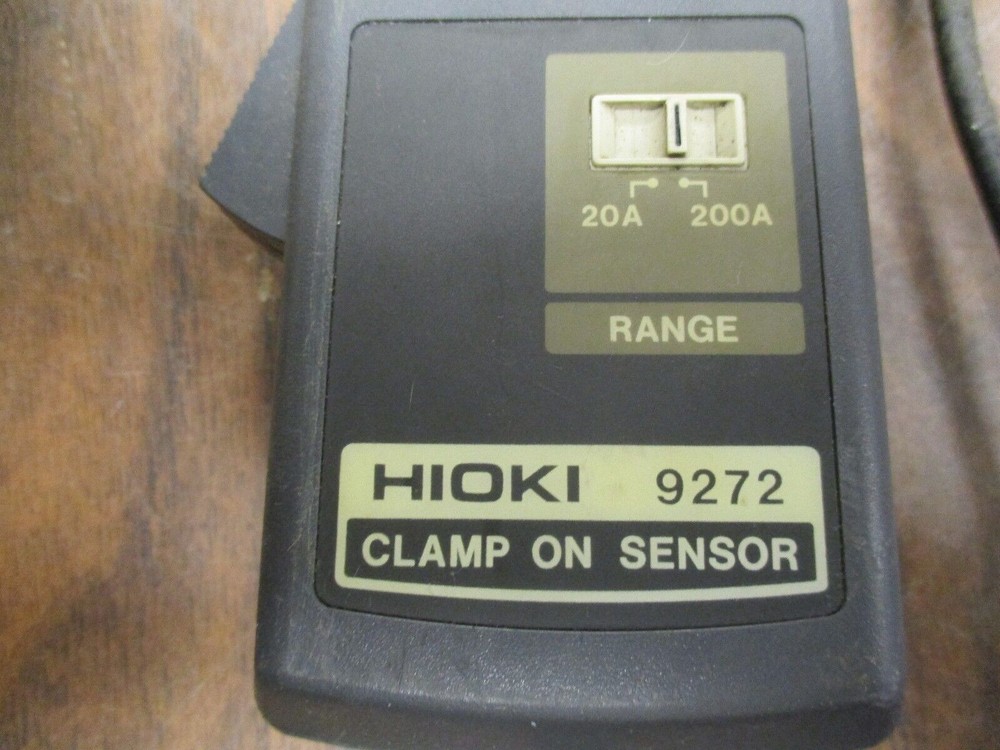 20A 200A
RANGE
HIOKI 9272
CLAMP ON SENSOR